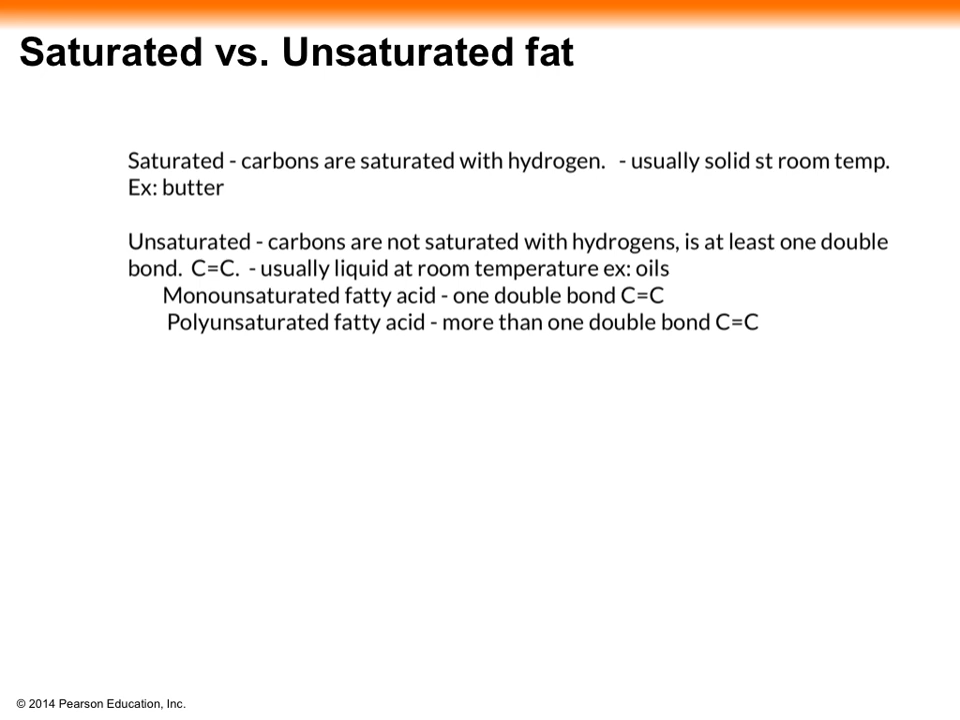 Saturated vs. Unsaturated fat
Saturated - carbons are saturated with hydrogen. - usually solid st room temp.
Ex: butter
Unsaturated - carbons are not saturated with hydrogens, is at least one double
bond. C=C. - usually liquid at room temperature ex: oils
Monounsaturated fatty acid - one double bond C=C
Polyunsaturated fatty acid - more than one double bond C=C
© 2014 Pearson Education, Inc.